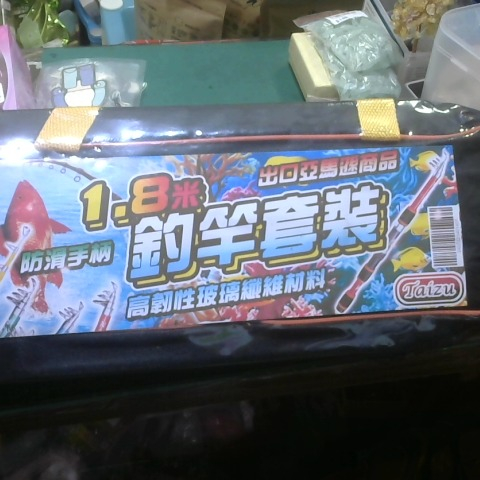 出口亞馬遜商品
1.8米
釣竿套裝
防滑手柄
高韌性玻璃纖維材料
Taizu